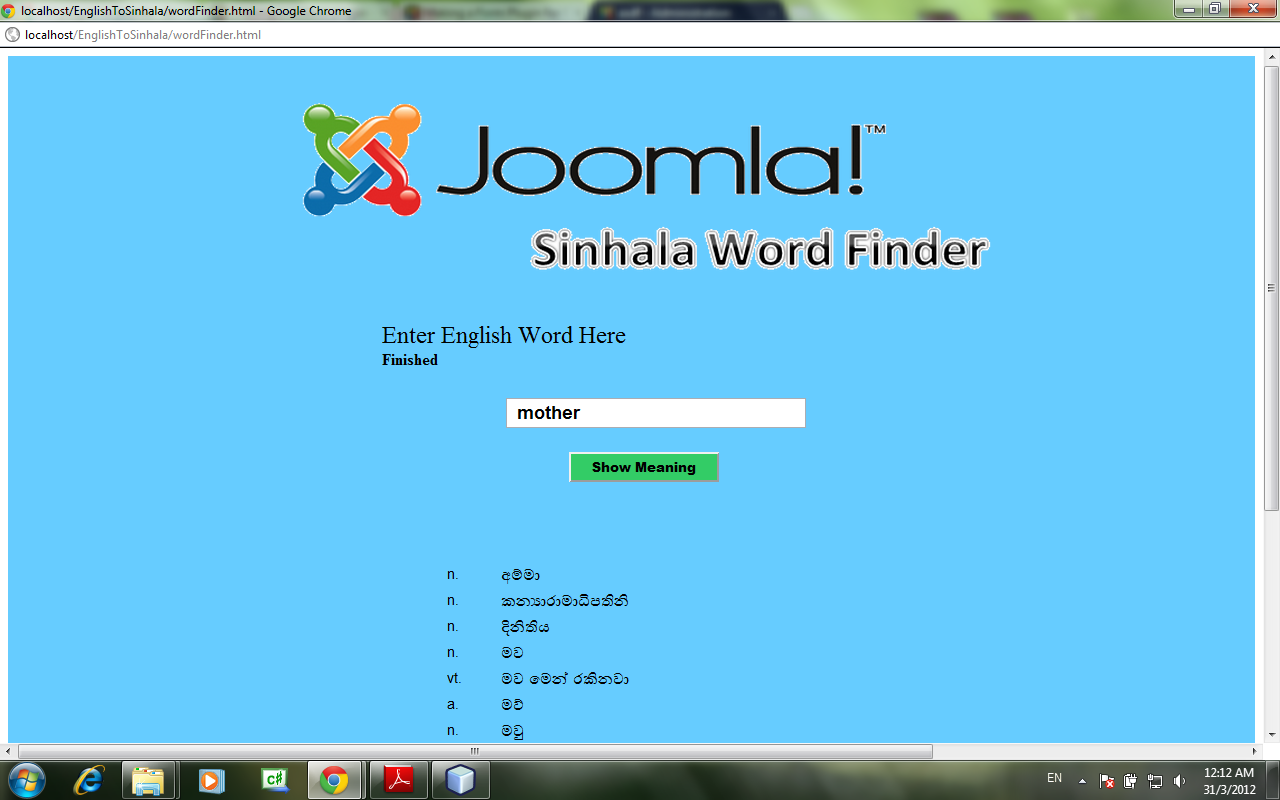 localhost/EnglishToSinhala/wordFinder.html - Google Chrome
localhost/EnglishToSinhala/wordFinder.html
Joomla!™
Sinhala Word Finder
Enter English Word Here
Finished
mother
Show Meaning
n. අම්මා
n. කන්‍යාරාමාධිපතිනි
n. දිනිතිය
n. මව
vt. මව මෙන් රකිනවා
a. මව්
n. මවු
C#
EN
12:12 AM
31/3/2012